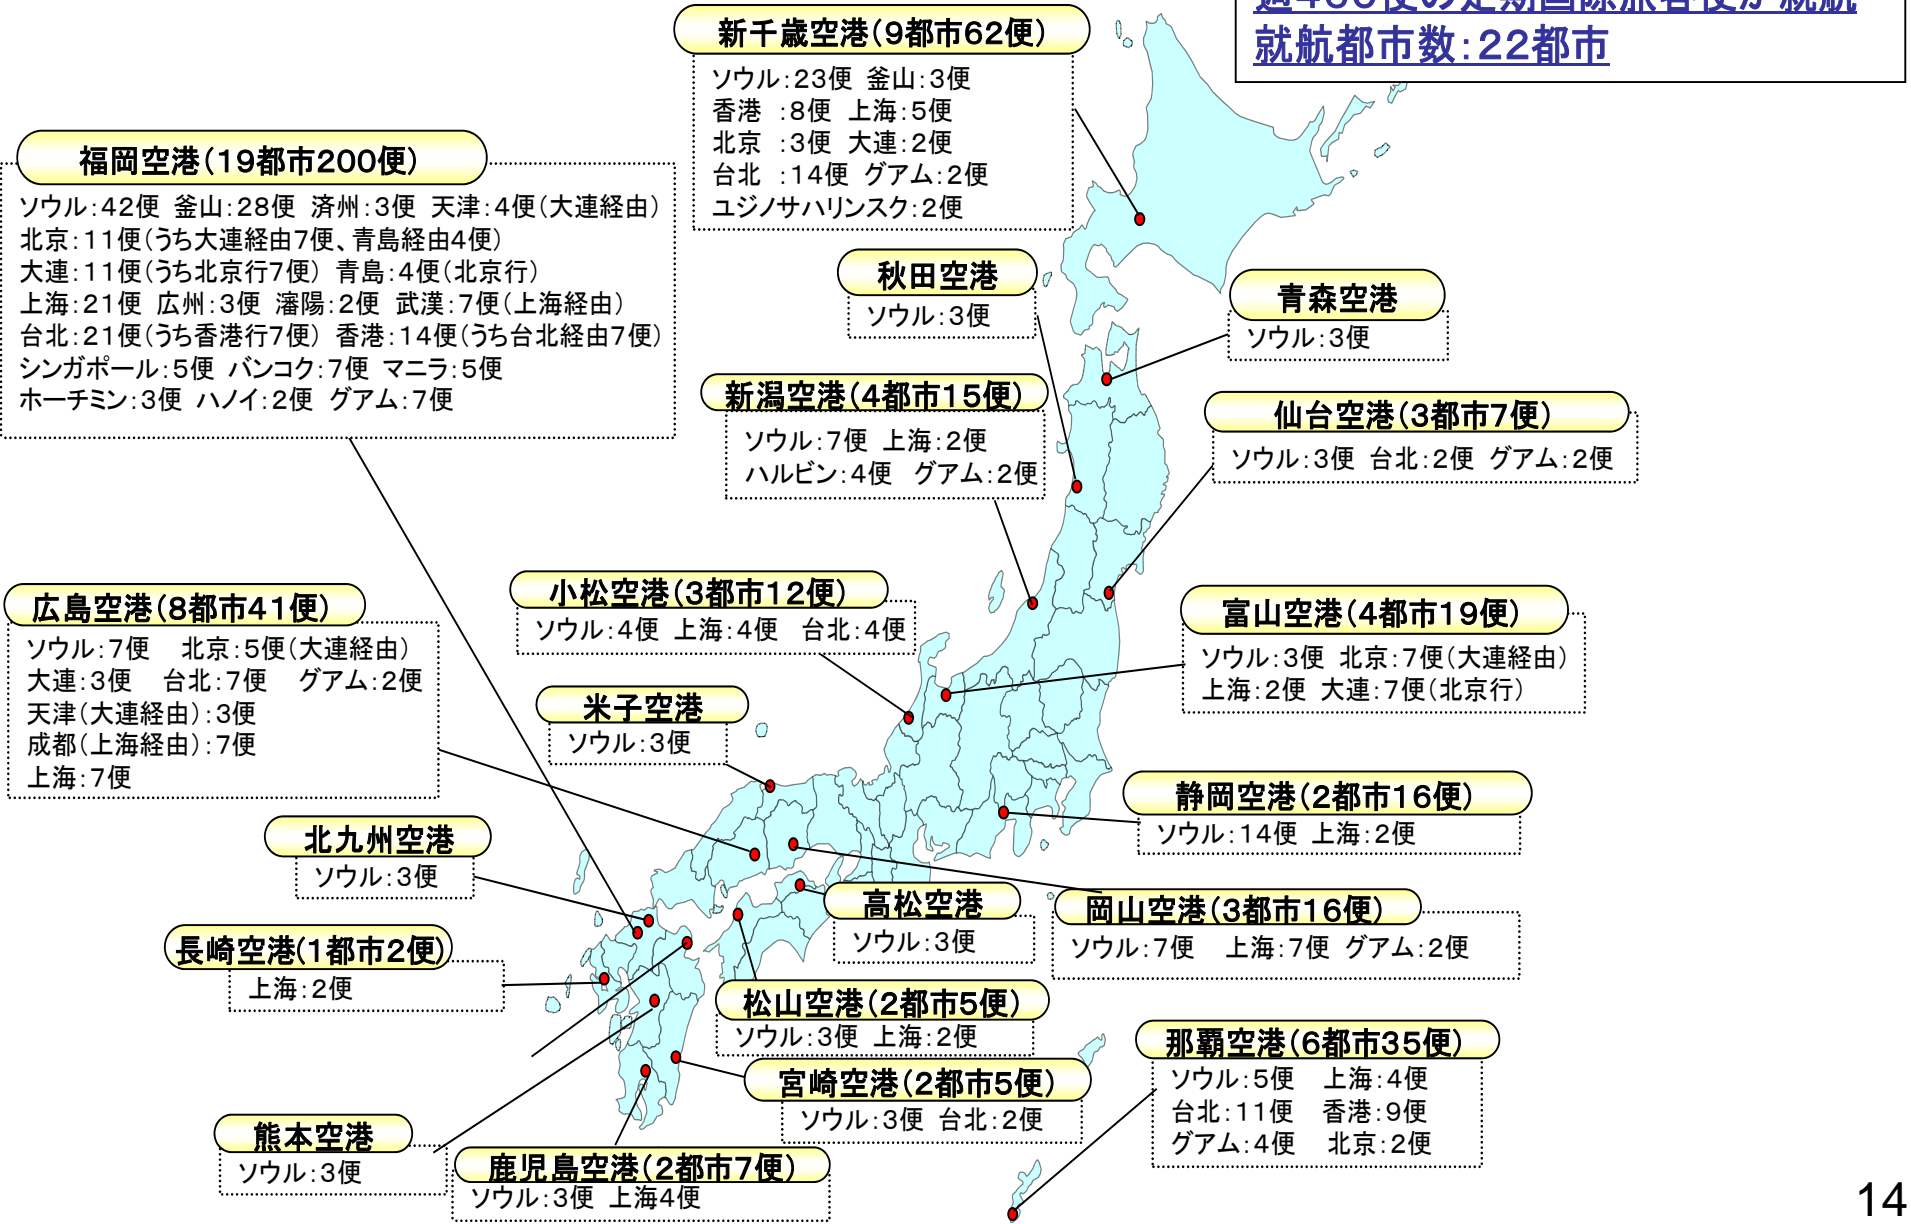 就航都市数：22都市
新千歳空港（9都市62便）
ソウル：23便 釜山：3便
香港 ：8便 上海：5便
北京 ：3便 大連：2便
台北 ：14便 グアム：2便
ユジノサハリンスク：2便
福岡空港（19都市200便）
ソウル：42便 釜山：28便 済州：3便 天津：4便（大連経由）
北京：11便（うち大連経由7便、青島経由4便）
大連：11便（うち北京行7便） 青島：4便（北京行）
上海：21便 広州：3便 瀋陽：2便 武漢：7便（上海経由）
台北：21便（うち香港行7便） 香港：14便（うち台北経由7便）
シンガポール：5便 バンコク：7便 マニラ：5便
ホーチミン：3便 ハノイ：2便 グアム：7便
秋田空港
ソウル：3便
青森空港
ソウル：3便
新潟空港（4都市15便）
ソウル：7便 上海：2便
ハルビン：4便 グアム：2便
仙台空港（3都市7便）
ソウル：3便 台北：2便 グアム：2便
広島空港（8都市41便）
ソウル：7便 北京：5便（大連経由）
大連：3便 台北：7便 グアム：2便
天津（大連経由）：3便
成都（上海経由）：7便
上海：7便
小松空港（3都市12便）
ソウル：4便 上海：4便 台北：4便
富山空港（4都市19便）
ソウル：3便 北京：7便（大連経由）
上海：2便 大連：7便（北京行）
米子空港
ソウル：3便
静岡空港（2都市16便）
ソウル：14便 上海：2便
北九州空港
ソウル：3便
高松空港
ソウル：3便
岡山空港（3都市16便）
ソウル：7便 上海：7便 グアム：2便
長崎空港(1都市2便)
上海：2便
松山空港（2都市5便）
ソウル：3便 上海：2便
那覇空港（6都市35便）
ソウル：5便 上海：4便
台北：11便 香港：9便
グアム：4便 北京：2便
宮崎空港（2都市5便）
ソウル：3便 台北：2便
熊本空港
ソウル：3便
鹿児島空港（2都市7便）
ソウル：3便 上海4便
14